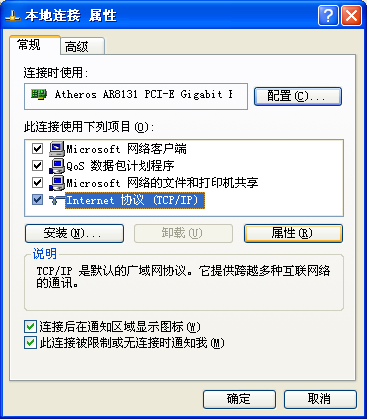 本地连接 属性
常规
高级
连接时使用:
Atheros AR8131 PCI-E Gigabit
配置(C)...
此连接使用下列项目(O):
Microsoft 网络客户端
QoS 数据包计划程序
Microsoft 网络的文件和打印机共享
Internet 协议 (TCP/IP)
安装(N)...
卸载(U)
属性(R)
说明
TCP/IP 是默认的广域网协议。它提供跨越多种互联网络
的通讯。
连接后在通知区域显示图标(W)
此连接被限制或无连接时通知我(M)
确定
取消